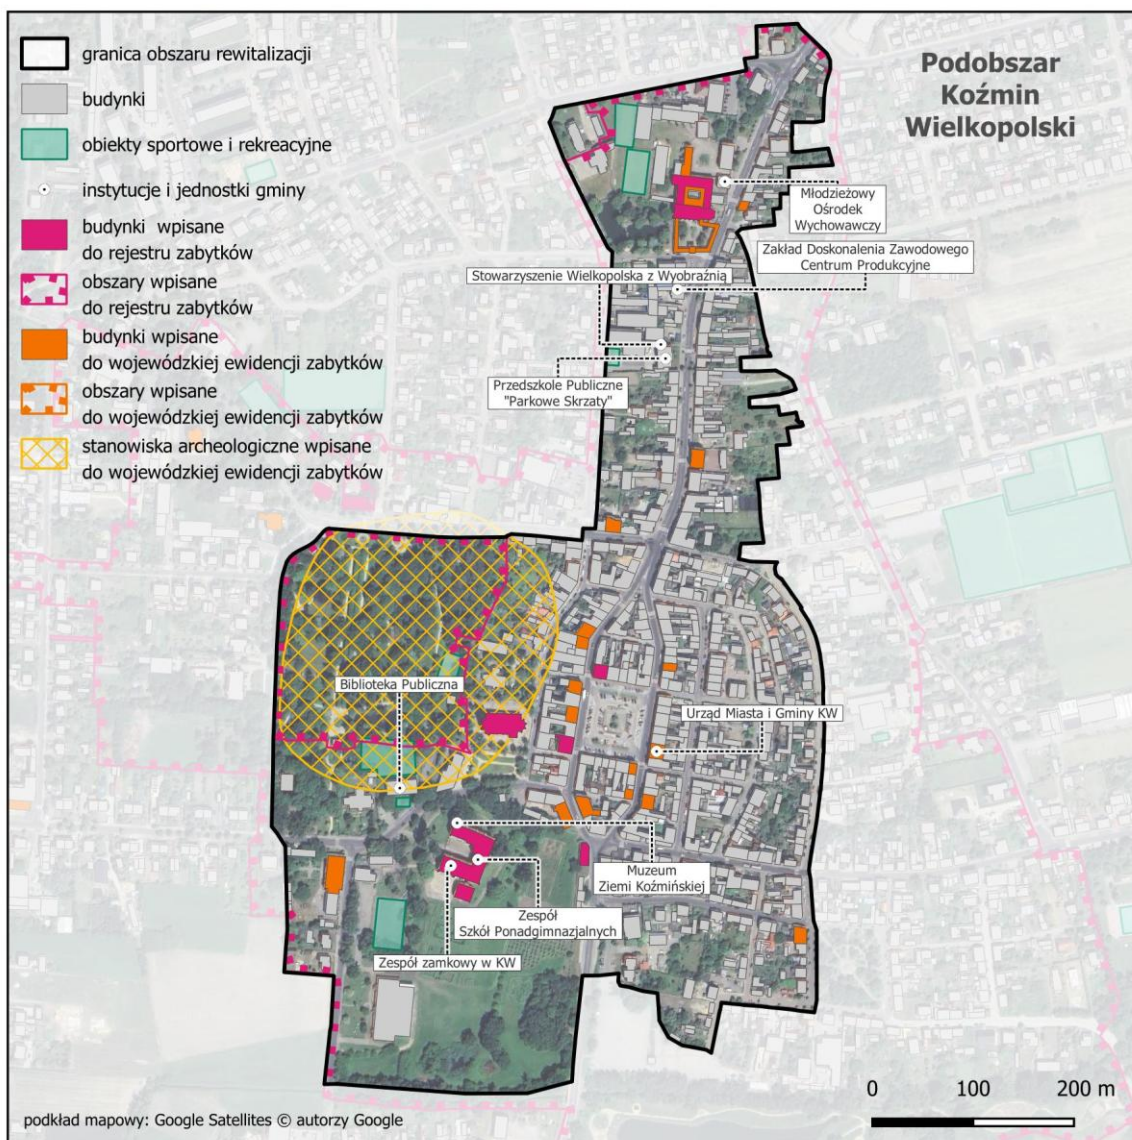 granica obszaru rewitalizacji
budynki
obiekty sportowe i rekreacyjne
instytucje i jednostki gminy
budynki wpisane
do rejestru zabytków
obszary wpisane
do rejestru zabytków
budynki wpisane
do wojewódzkiej ewidencji zabytków
obszary wpisane
do wojewódzkiej ewidencji zabytków
stanowiska archeologiczne wpisane
do wojewódzkiej ewidencji zabytków
Podobszar
Koźmin
Wielkopolski
Młodzieżowy
Ośrodek
Wychowawczy
Zakład Doskonalenia Zawodowego
Centrum Produkcyjne
Stowarzyszenie Wielkopolska z Wyobraźnią
Przedszkole Publiczne
"Parkowe Skrzaty"
Biblioteka Publiczna
Urząd Miasta i Gminy KW
Muzeum
Ziemi Koźmińskiej
Zespół
Szkół Ponadgimnazjalnych
Zespół zamkowy w KW
0 100 200 m
podkład mapowy: Google Satellites © autorzy Google